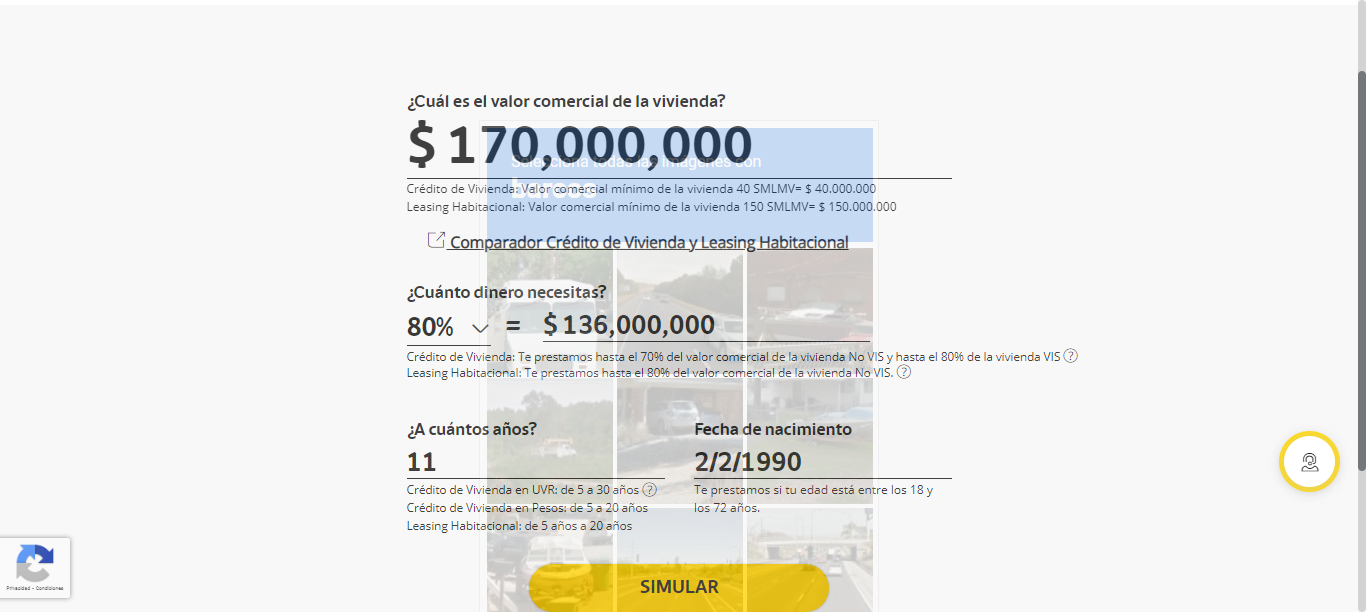 ¿Cuál es el valor comercial de la vivienda?
$ 170,000,000
Selecciona todas las imágenes con
barcos
Crédito de Vivienda: Valor comercial mínimo de la vivienda 40 SMLMV= $ 40.000.000
Leasing Habitacional: Valor comercial mínimo de la vivienda 150 SMLMV= $ 150.000.000
Comparador Crédito de Vivienda y Leasing Habitacional
¿Cuánto dinero necesitas?
80% = $ 136,000,000
Crédito de Vivienda: Te prestamos hasta el 70% del valor comercial de la vivienda No VIS y hasta el 80% de la vivienda VIS ?
Leasing Habitacional: Te prestamos hasta el 80% del valor comercial de la vivienda No VIS. ?
¿A cuántos años?
11
Crédito de Vivienda en UVR: de 5 a 30 años ?
Crédito de Vivienda en Pesos: de 5 a 20 años
Leasing Habitacional: de 5 años a 20 años
Fecha de nacimiento
2/2/1990
Te prestamos si tu edad está entre los 18 y
los 72 años.
SIMULAR
Privacidad - Condiciones